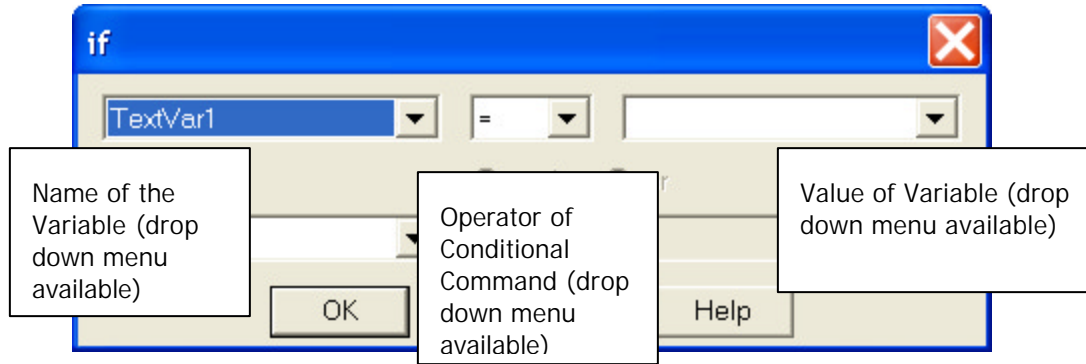 if
TextVar1
=
Name of the
Variable (drop
down menu
available)
Operator of
Conditional
Command (drop
down menu
available)
Value of Variable (drop
down menu available)
OK
Help